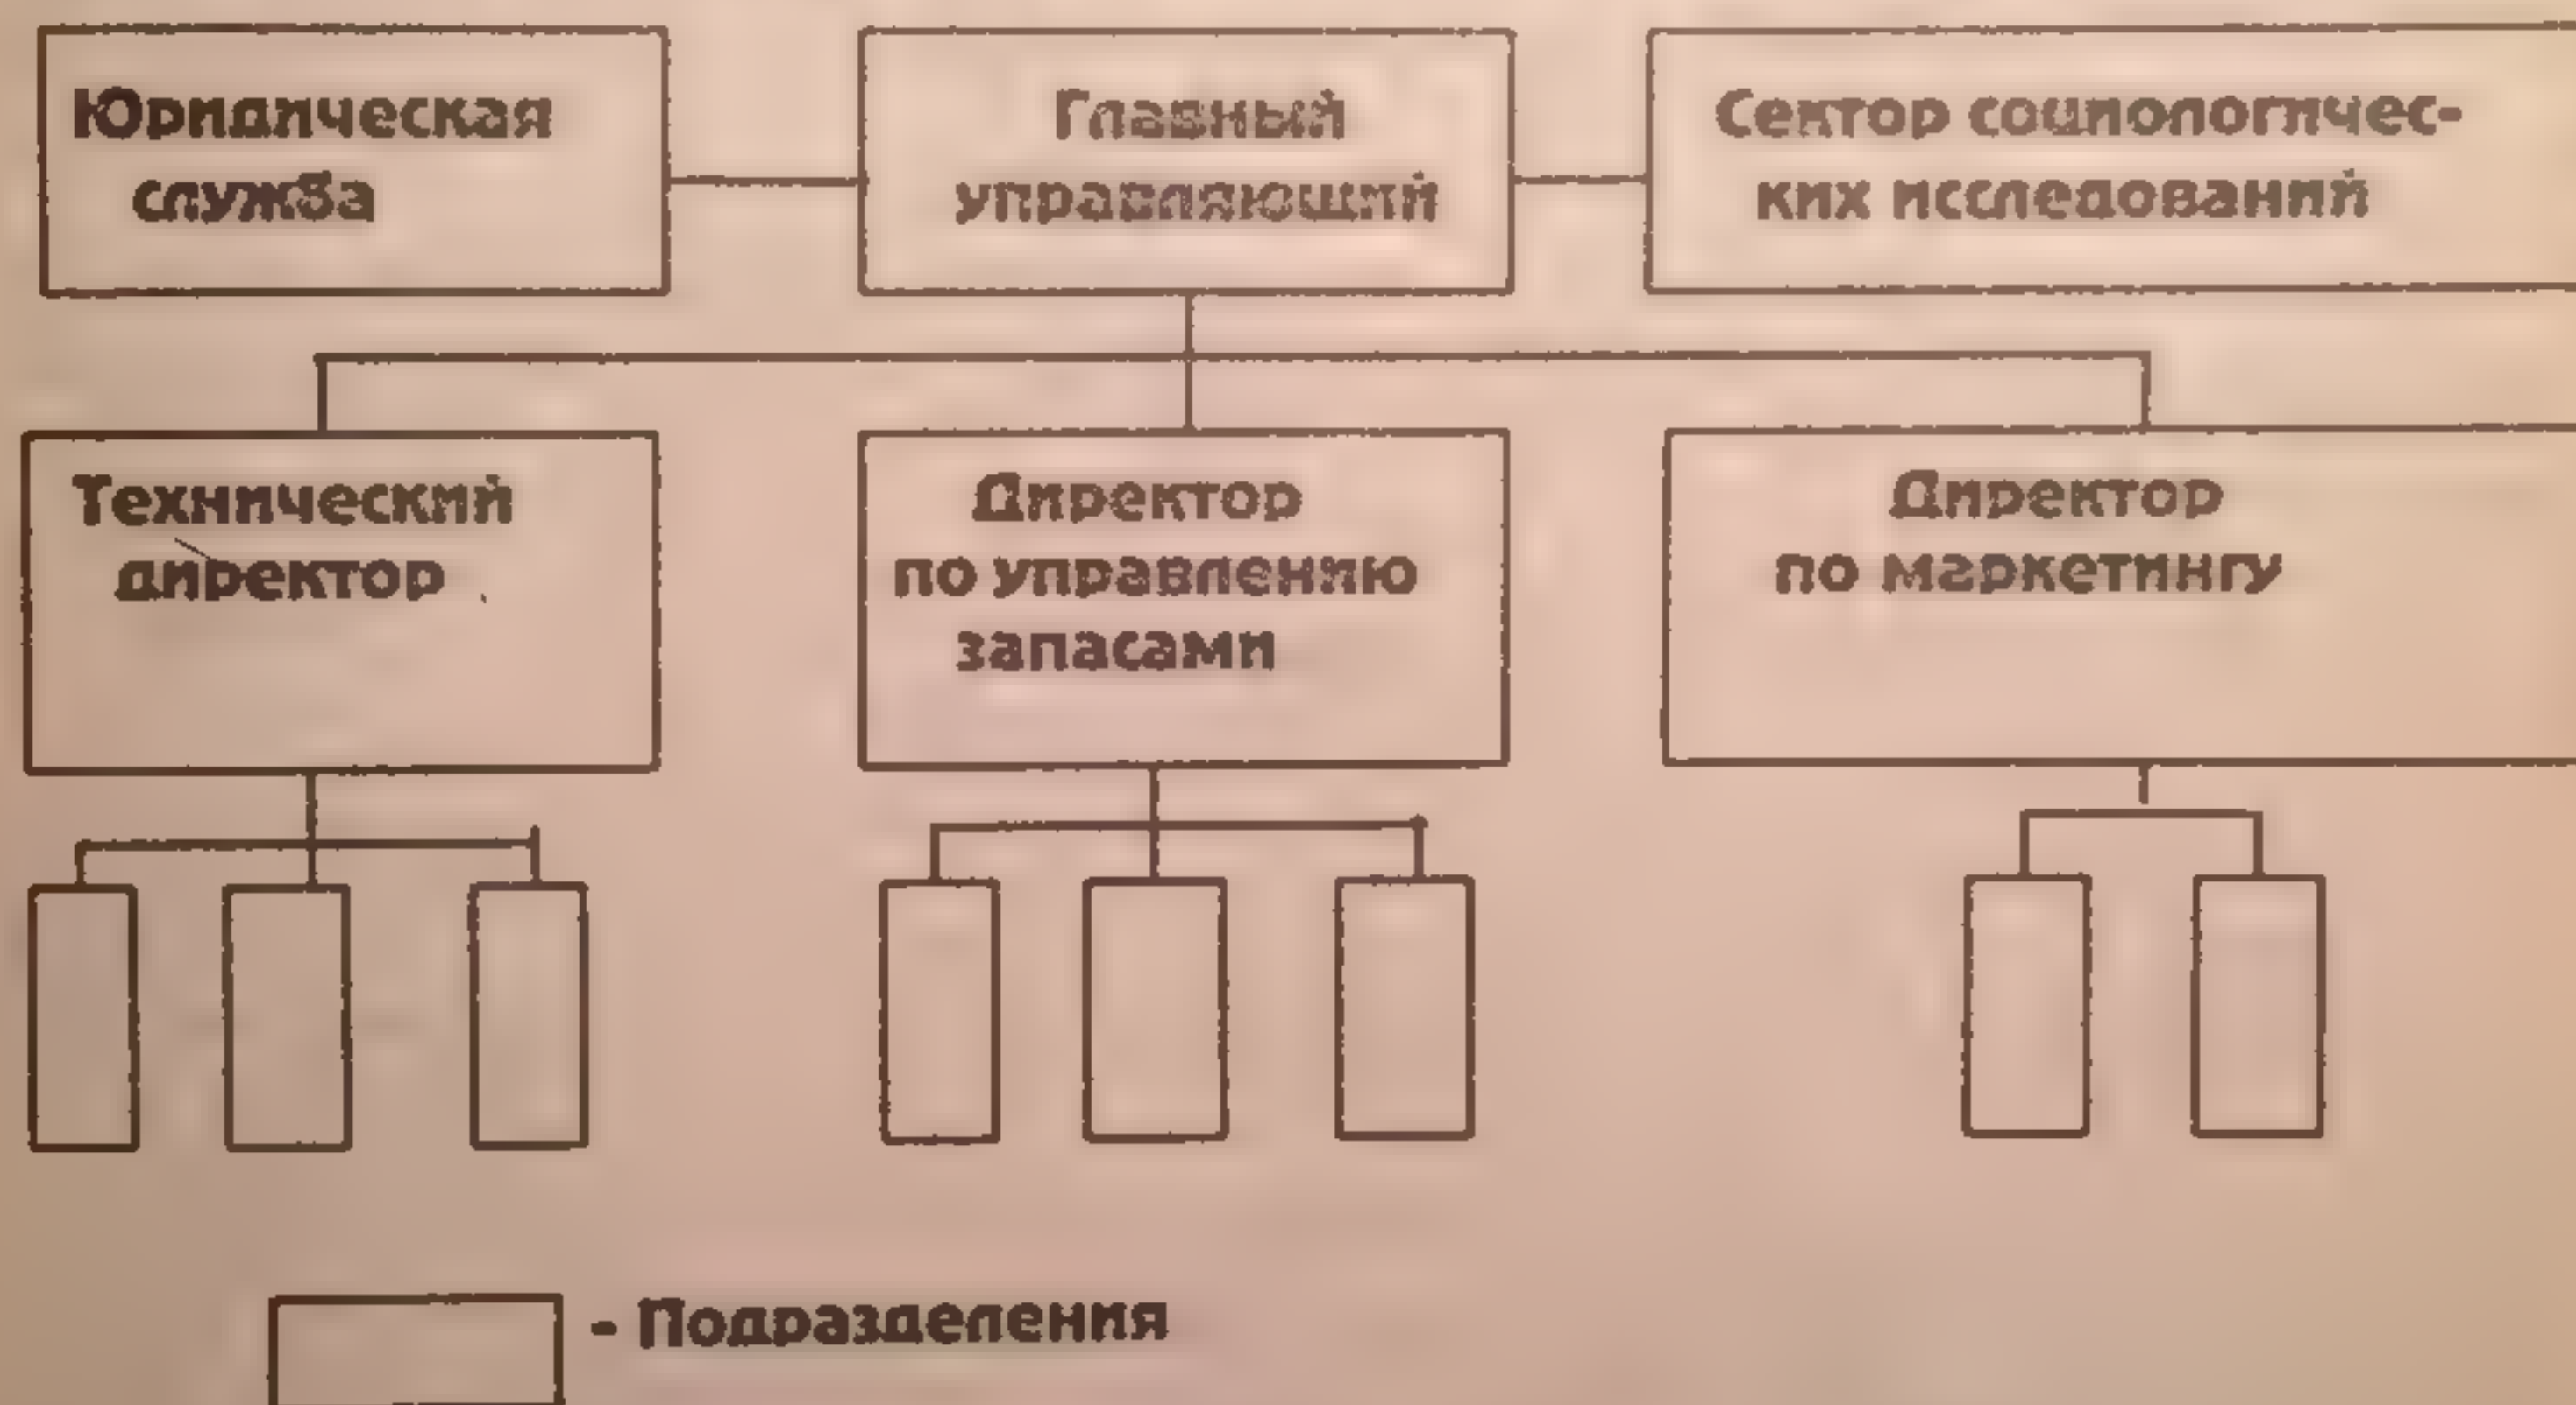 Юридическая
служба
Главный
управляющий
Сектор социологичес-
ких исследований
Технический
директор
Директор
по управлению
запасами
Директор
по маркетингу
- Подразделения